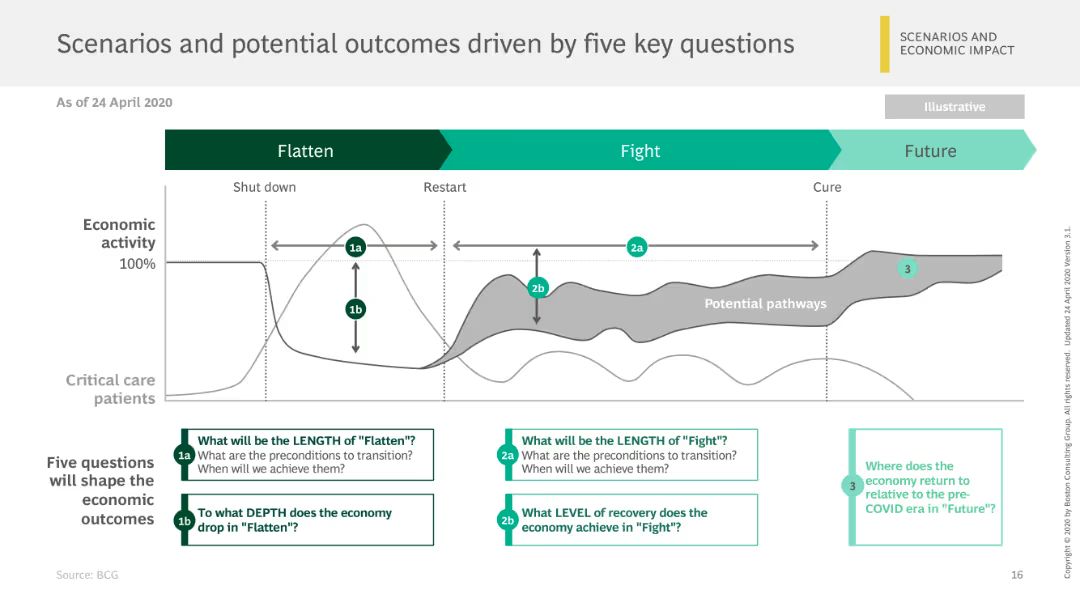 Scenarios and potential outcomes driven by five key questions
SCENARIOS AND
ECONOMIC IMPACT
As of 24 April 2020
Illustrative
Flatten
Fight
Future
Shut down
Restart
Cure
Economic
activity
100%
1a
2a
3
2b
1b
Potential pathways
Critical care
patients
Five questions
will shape the
economic
outcomes
1a
What will be the LENGTH of "Flatten"?
What are the preconditions to transition?
When will we achieve them?
1b
To what DEPTH does the economy
drop in "Flatten"?
2a
What will be the LENGTH of "Fight"?
What are the preconditions to transition?
When will we achieve them?
2b
What LEVEL of recovery does the
economy achieve in "Fight"?
3
Where does the
economy return to
relative to the pre-
COVID era in "Future"?
Source: BCG
16
Copyright © 2020 by Boston Consulting Group. All rights reserved. Updated 24 April 2020 Version 3.1.